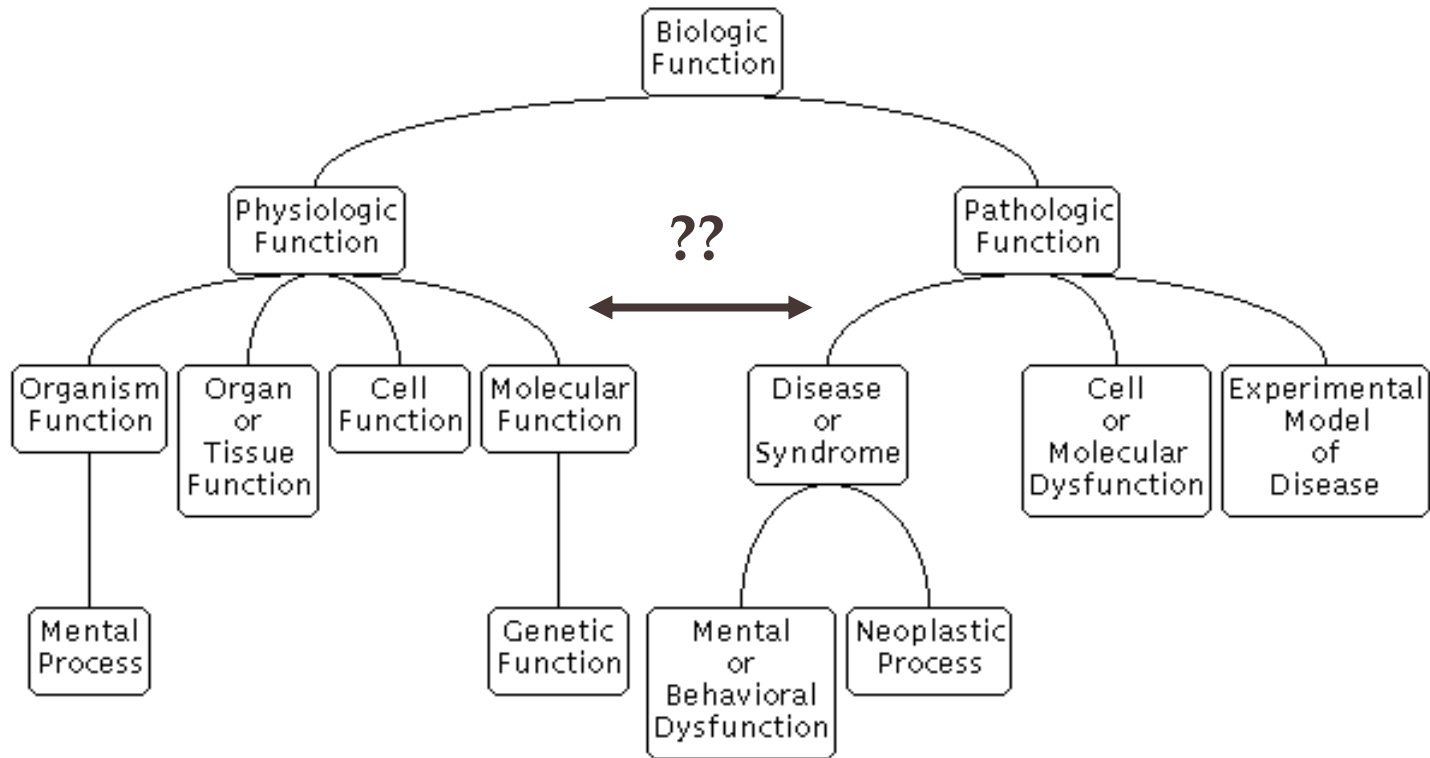 Biologic
Function
Physiologic
Function
??
Pathologic
Function
Organism
Function
Organ
or
Tissue
Function
Cell
Function
Molecular
Function
Disease
or
Syndrome
Cell
or
Molecular
Dysfunction
Experimental
Model
of
Disease
Mental
Process
Genetic
Function
Mental
or
Behavioral
Dysfunction
Neoplastic
Process